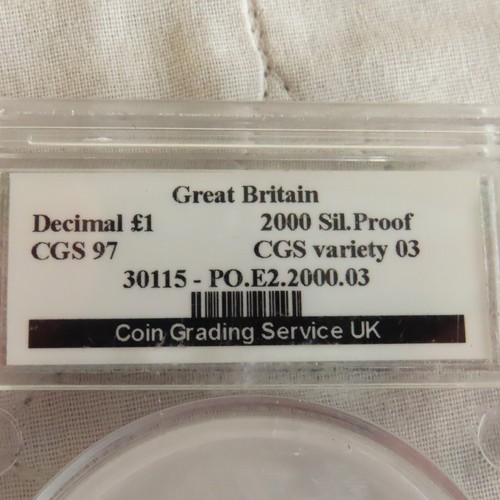 Great Britain
Decimal £1 2000 Sil.Proof
CGS 97 CGS variety 03
30115 - PO.E2.2000.03
Coin Grading Service UK